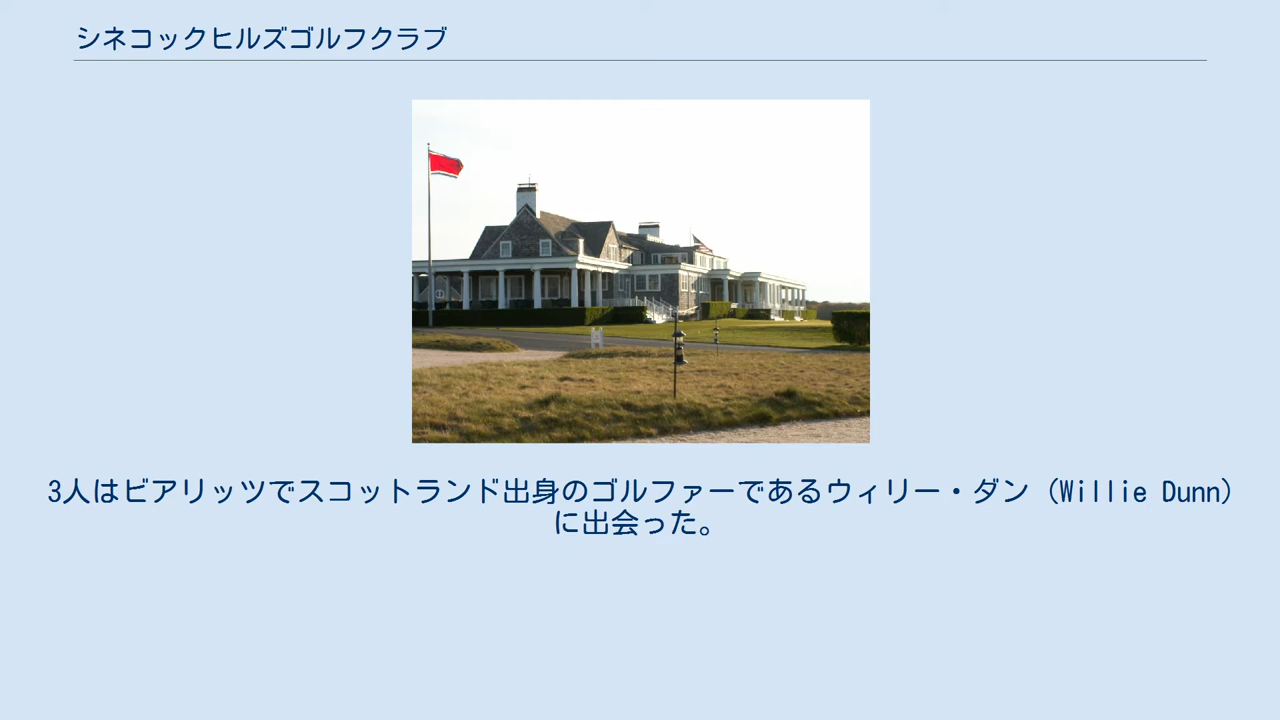 シネコックヒルズゴルフクラブ
3人はビアリッツでスコットランド出身のゴルファーであるウィリー・ダン（Willie Dunn）
に出会った。